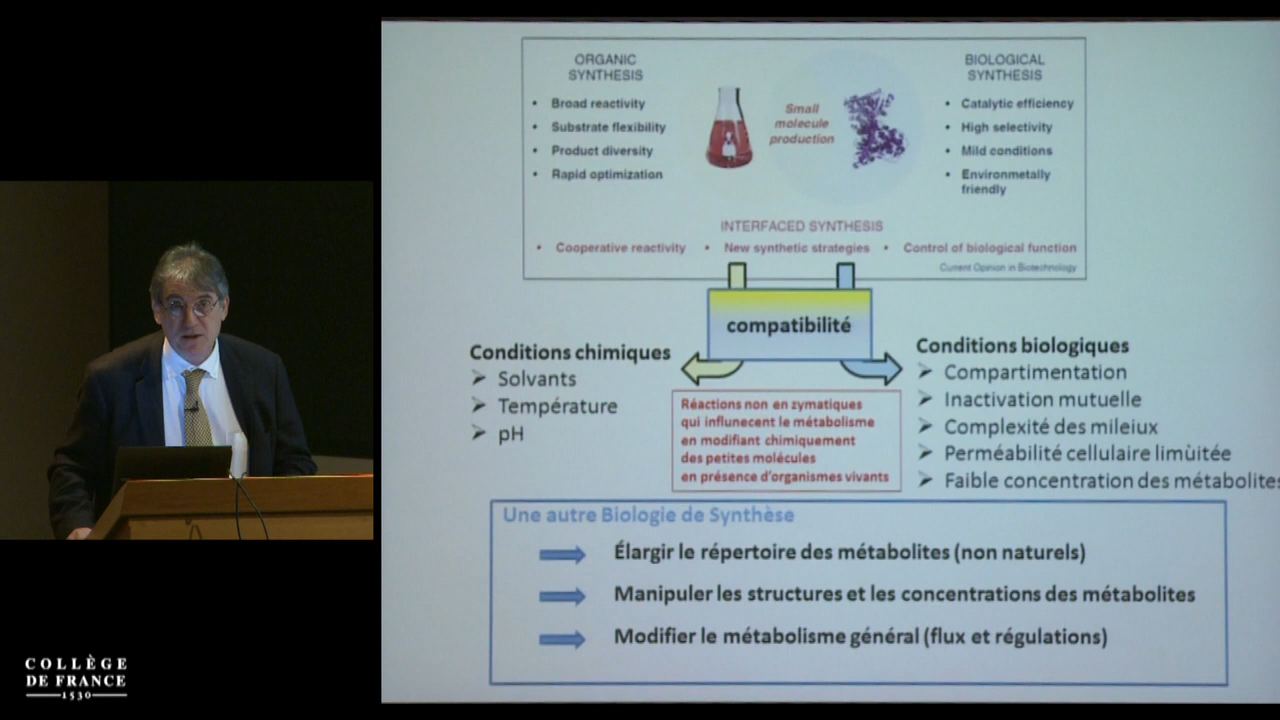 ORGANIC
SYNTHESIS
• Broad reactivity
• Substrate flexibility
• Product diversity
• Rapid optimization
Small
molecule
production
BIOLOGICAL
SYNTHESIS
• Catalytic efficiency
• High selectivity
• Mild conditions
• Environmetally
friendly
INTERFACED SYNTHESIS
• Cooperative reactivity • New synthetic strategies • Control of biological function
Current Opinion in Biotechnology
compatibilité
Conditions chimiques
➢ Solvants
➢ Température
➢ pH
Réactions non en zymatiques
qui influnecent le métabolisme
en modifiant chimiquement
des petites molécules
en présence d'organismes vivants
Conditions biologiques
➢ Compartimentation
➢ Inactivation mutuelle
➢ Complexité des mileiux
➢ Perméabilité cellulaire limùitée
➢ Faible concentration des métabolites
Une autre Biologie de Synthèse
Élargir le répertoire des métabolites (non naturels)
Manipuler les structures et les concentrations des métabolites
Modifier le métabolisme général (flux et régulations)
COLLÈGE
DE FRANCE
1530